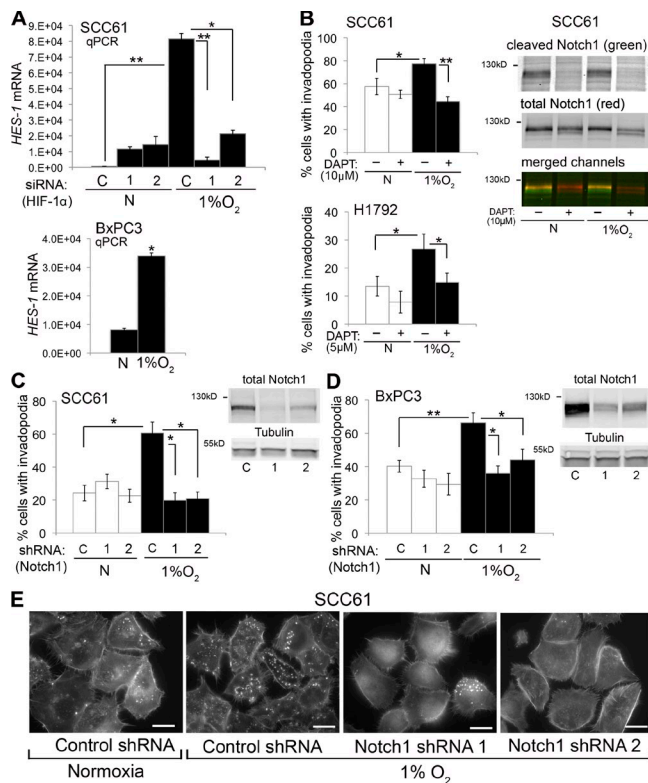 A
SCC61
qPCR
HES-1 mRNA
9.E+04
8.E+04
7.E+04
6.E+04
5.E+04
4.E+04
3.E+04
2.E+04
1.E+04
0.E+00
**
*
**
siRNA: C 1 2 C 1 2
(HIF-1α) N 1%O2
BxPC3
qPCR
HES-1 mRNA
4.0E+04
3.0E+04
2.0E+04
1.0E+04
0.0E+00
*
N 1%O2
B
SCC61
% cells with invadopodia
100
80
60
40
20
0
*
**
DAPT: – + – +
(10µM) N 1%O2
H1792
% cells with invadopodia
40
30
20
10
0
*
*
DAPT: – + – +
(5µM) N 1%O2
SCC61
cleaved Notch1 (green)
130kD
total Notch1 (red)
130kD
merged channels
130kD
DAPT: – + – +
(10µM) N 1%O2
C
SCC61
% cells with invadopodia
80
60
40
20
0
*
*
*
shRNA: C 1 2 C 1 2
(Notch1) N 1%O2
total Notch1
130kD
Tubulin
55kD
C 1 2
D
BxPC3
% cells with invadopodia
80
60
40
20
0
**
*
*
shRNA: C 1 2 C 1 2
(Notch1) N 1%O2
total Notch1
130kD
Tubulin
55kD
C 1 2
E
SCC61
Control shRNA Control shRNA Notch1 shRNA 1 Notch1 shRNA 2
Normoxia 1% O2